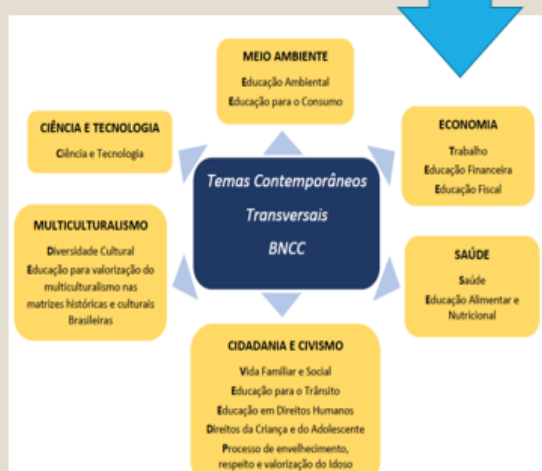 MEIO AMBIENTE
Educação Ambiental
Educação para o Consumo
CIÊNCIA E TECNOLOGIA
Ciência e Tecnologia
ECONOMIA
Trabalho
Educação Financeira
Educação Fiscal
Temas Contemporâneos
Transversais
BNCC
MULTICULTURALISMO
Diversidade Cultural
Educação para valorização do
multiculturalismo nas
matrizes históricas e culturais
Brasileiras
SAÚDE
Saúde
Educação Alimentar e
Nutricional
CIDADANIA E CIVISMO
Vida Familiar e Social
Educação para o Trânsito
Educação em Direitos Humanos
Direitos da Criança e do Adolescente
Processo de envelhecimento,
respeito e valorização do Idoso